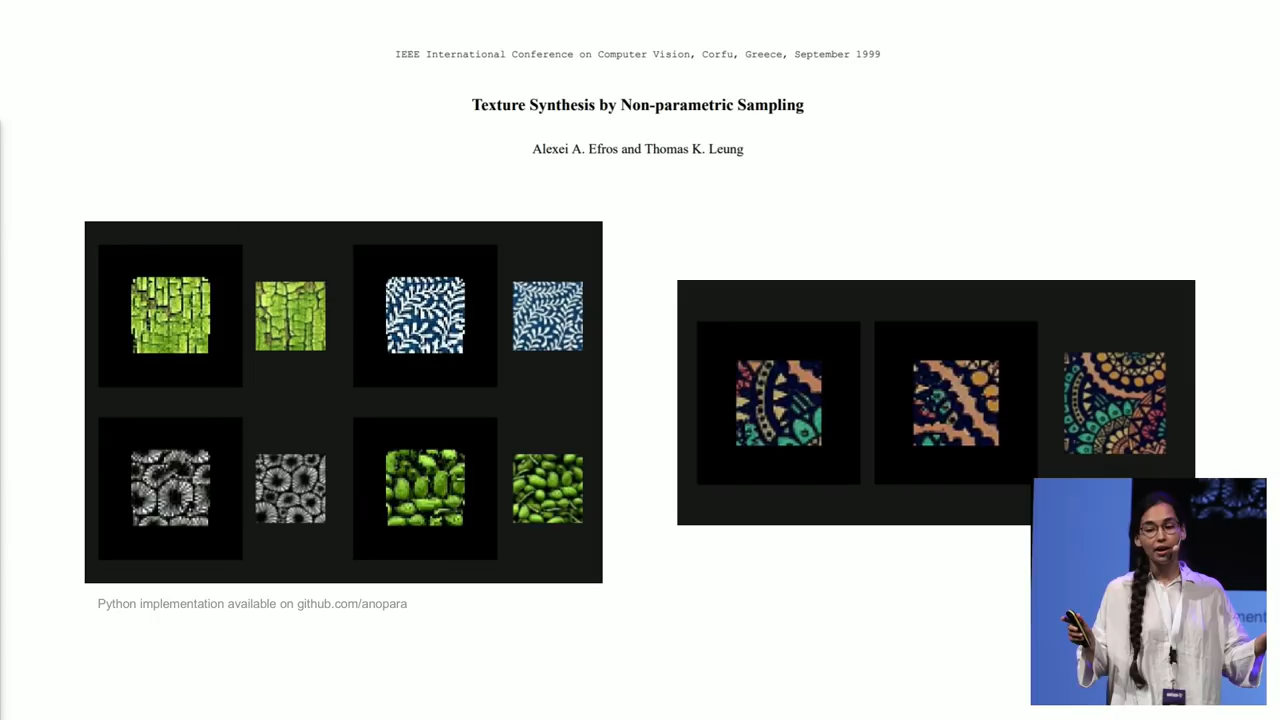 IEEE International Conference on Computer Vision, Corfu, Greece, September 1999
Texture Synthesis by Non-parametric Sampling
Alexei A. Efros and Thomas K. Leung
Python implementation available on github.com/anopara
ment